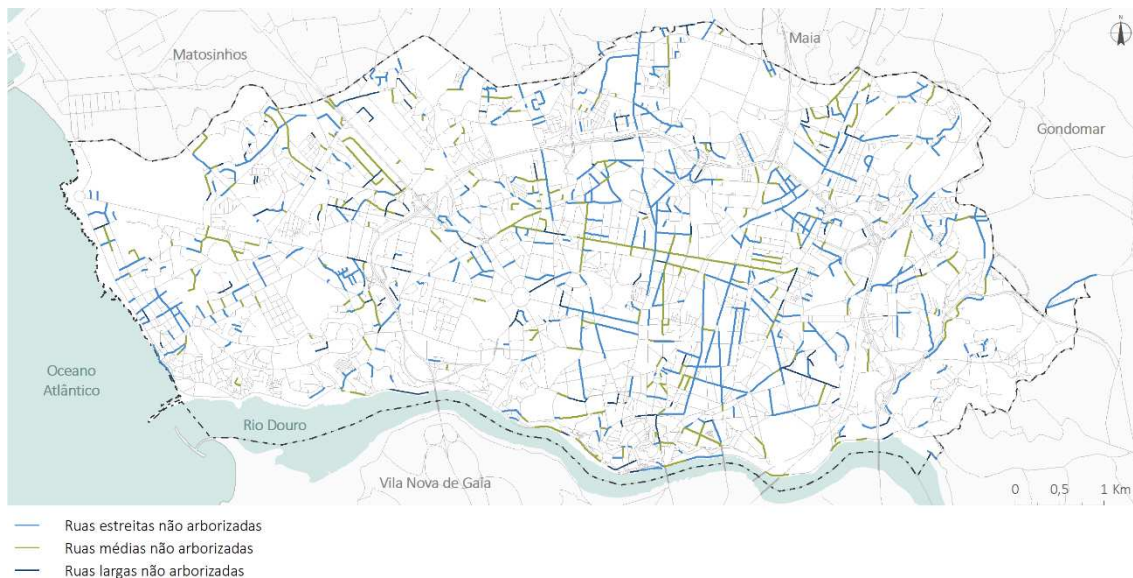 N
Matosinhos
Maia
Gondomar
Oceano
Atlântico
Rio Douro
Vila Nova de Gaia
0 0,5 1 Km
Ruas estreitas não arborizadas
Ruas médias não arborizadas
Ruas largas não arborizadas